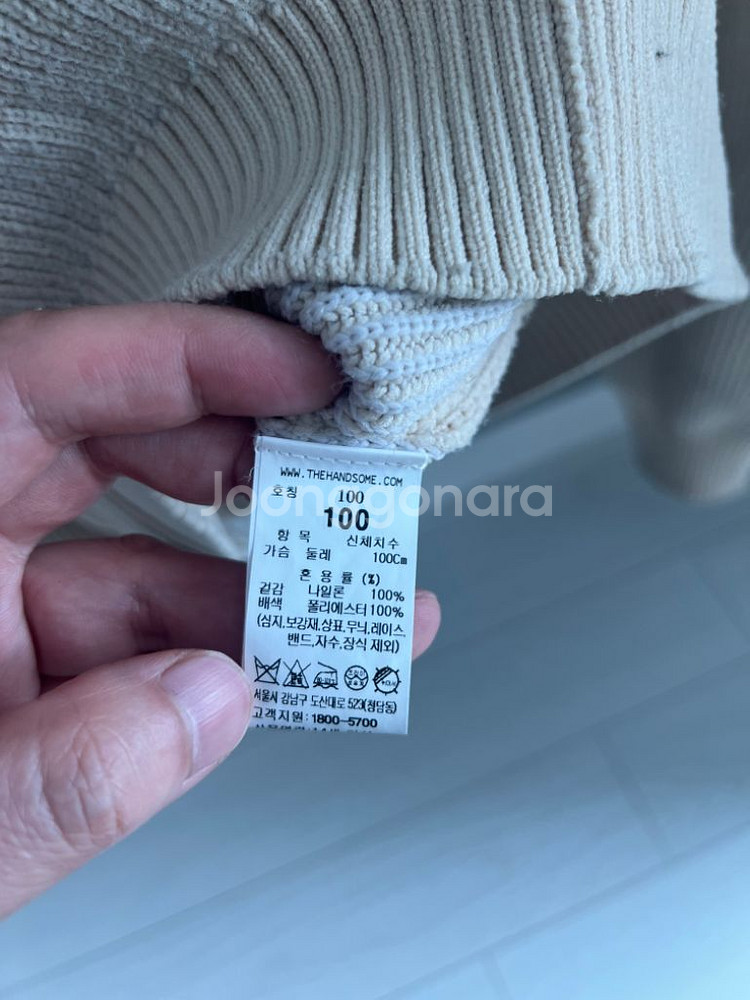 WWW.THEHANDSOME.COM
호칭 100
100
항 목 신체치수
가슴 둘레 100Cm
혼 용 률 (%)
겉감 나일론 100%
배색 폴리에스터 100%
(심지,보강재,상표,무늬,레이스,
밴드,자수,장식 제외)
서울시 강남구 도산대로 523(청담동)
고객지원: 1800-5700
Joongonara